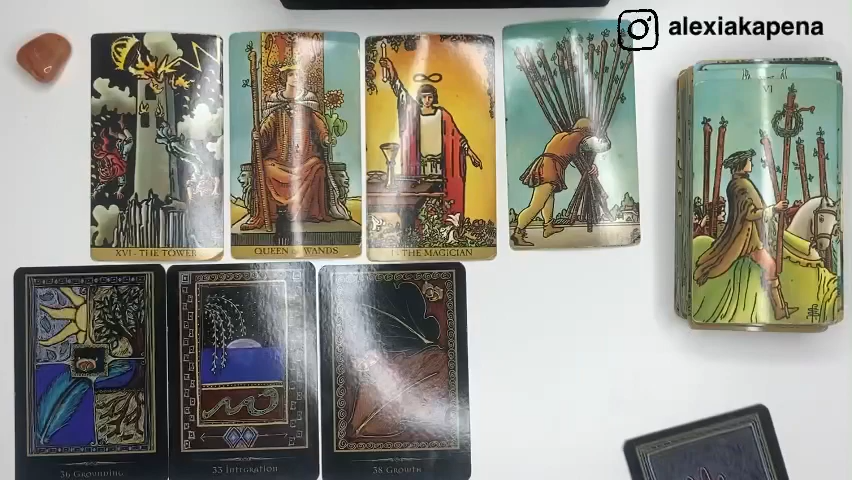 alexiakapena
XVI - THE TOWER
QUEEN OF WANDS
I - THE MAGICIAN
VI
36 GROUNDING
33 INTEGRATION
38 GROWTH